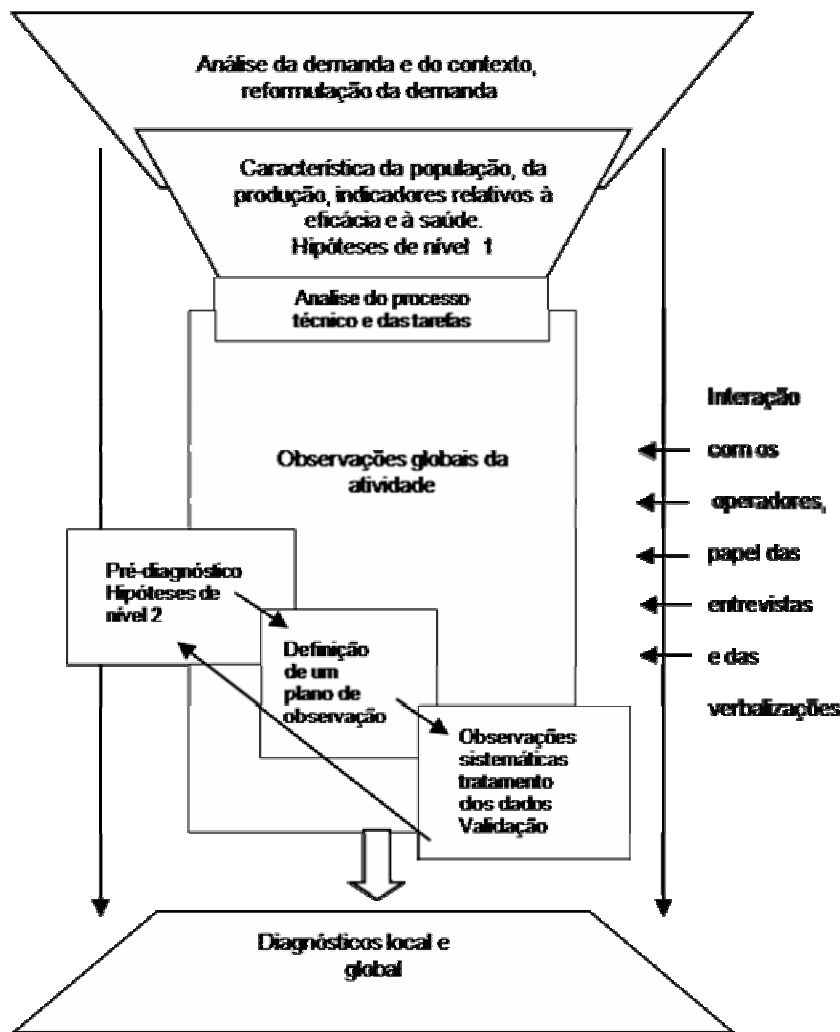 Análise da demanda e do contexto,
reformulação da demanda
Característica da população, da
produção, indicadores relativos à
eficácia e à saúde.
Hipóteses de nível 1
Analise do processo
técnico e das tarefas
Observações globais da
atividade
Pré-diagnóstico
Hipóteses de
nível 2
Definição
de um
plano de
observação
Observações
sistemáticas
tratamento
dos dados
Validação
Interação
com os
operadores,
papel das
entrevistas
e das
verbalizações
Diagnósticos local e
global